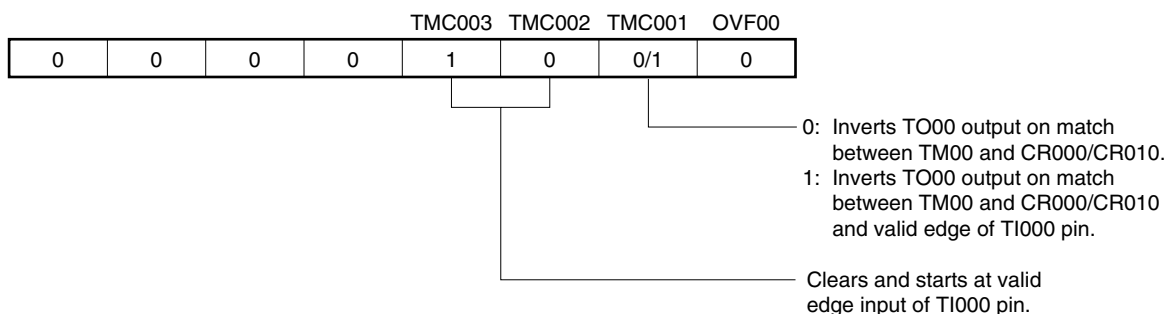 TMC003 TMC002 TMC001 OVF00
0 0 0 0 1 0 0/1 0
0: Inverts TO00 output on match
between TM00 and CR000/CR010.
1: Inverts TO00 output on match
between TM00 and CR000/CR010
and valid edge of TI000 pin.
Clears and starts at valid
edge input of TI000 pin.